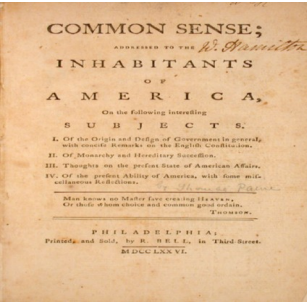 COMMON SENSE;
ADDRESSED TO THE
W. Hamilton
INHABITANTS
OF
AMERICA,
On the following interesting
SUBJECTS.
I. Of the Origin and Design of Government in general,
with concise Remarks on the English Constitution.
II. Of Monarchy and Hereditary Succession.
III. Thoughts on the present State of American Affairs.
IV. Of the present Ability of America, with some mis-
cellaneous Reflections.
Thomas Paine
Man knows no Master save creating HEAVEN,
Or those whom choice and common good ordain.
THOMSON.
PHILADELPHIA;
Printed, and Sold, by R. BELL, in Third-Street.
MDCCLXXVI.